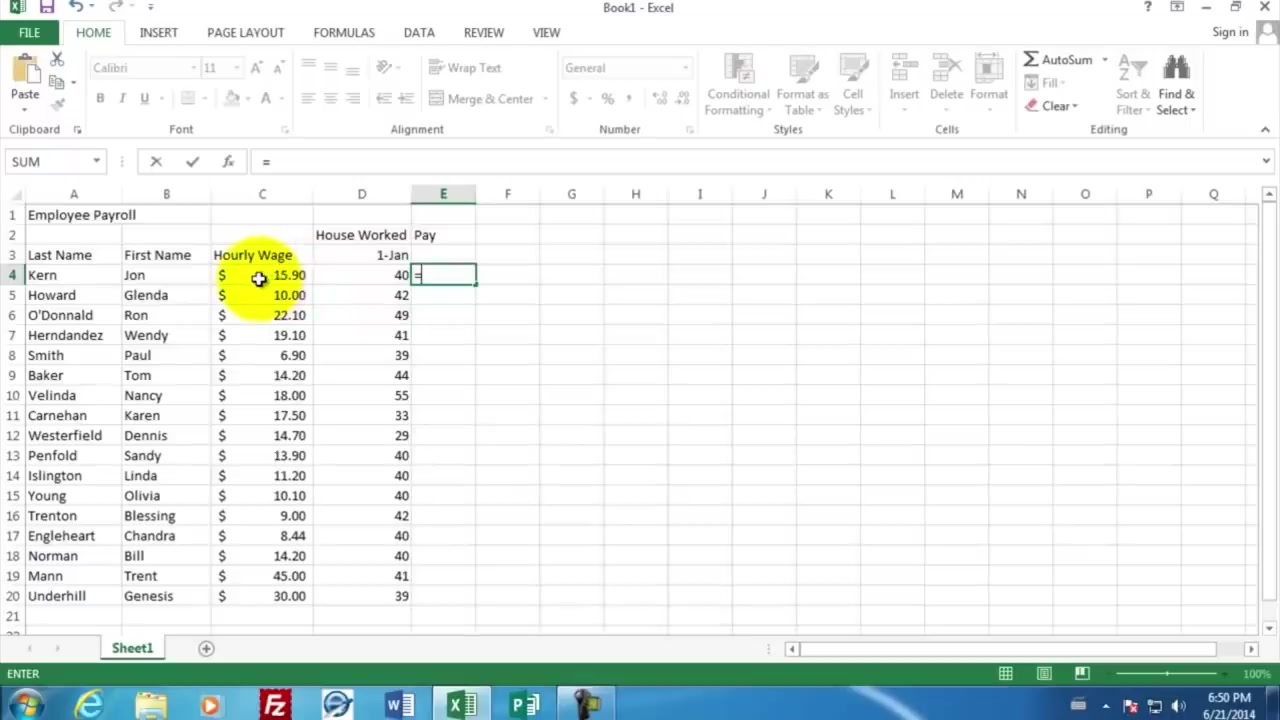 Book1 - Excel
?
FILE HOME INSERT PAGE LAYOUT FORMULAS DATA REVIEW VIEW Sign in
Calibri 11 Wrap Text General AutoSum
Paste Fill
B I U Merge & Center $ % , Conditional Formatting Format as Table Cell Styles Insert Delete Format Clear Sort & Filter Find & Select
Clipboard Font Alignment Number Styles Cells Editing
SUM fx =
A B C D E F G H I J K L M N O P Q
1 Employee Payroll
2 House Worked Pay
3 Last Name First Name Hourly Wage 1-Jan
4 Kern Jon $ 15.90 40 =
5 Howard Glenda $ 10.00 42
6 O'Donnald Ron $ 22.10 49
7 Herndandez Wendy $ 19.10 41
8 Smith Paul $ 6.90 39
9 Baker Tom $ 14.20 44
10 Velinda Nancy $ 18.00 55
11 Carnehan Karen $ 17.50 33
12 Westerfield Dennis $ 14.70 29
13 Penfold Sandy $ 13.90 40
14 Islington Linda $ 11.20 40
15 Young Olivia $ 10.10 40
16 Trenton Blessing $ 9.00 42
17 Engleheart Chandra $ 8.44 40
18 Norman Bill $ 14.20 40
19 Mann Trent $ 45.00 41
20 Underhill Genesis $ 30.00 39
21
Sheet1
ENTER 100%
6:50 PM
6/21/2014